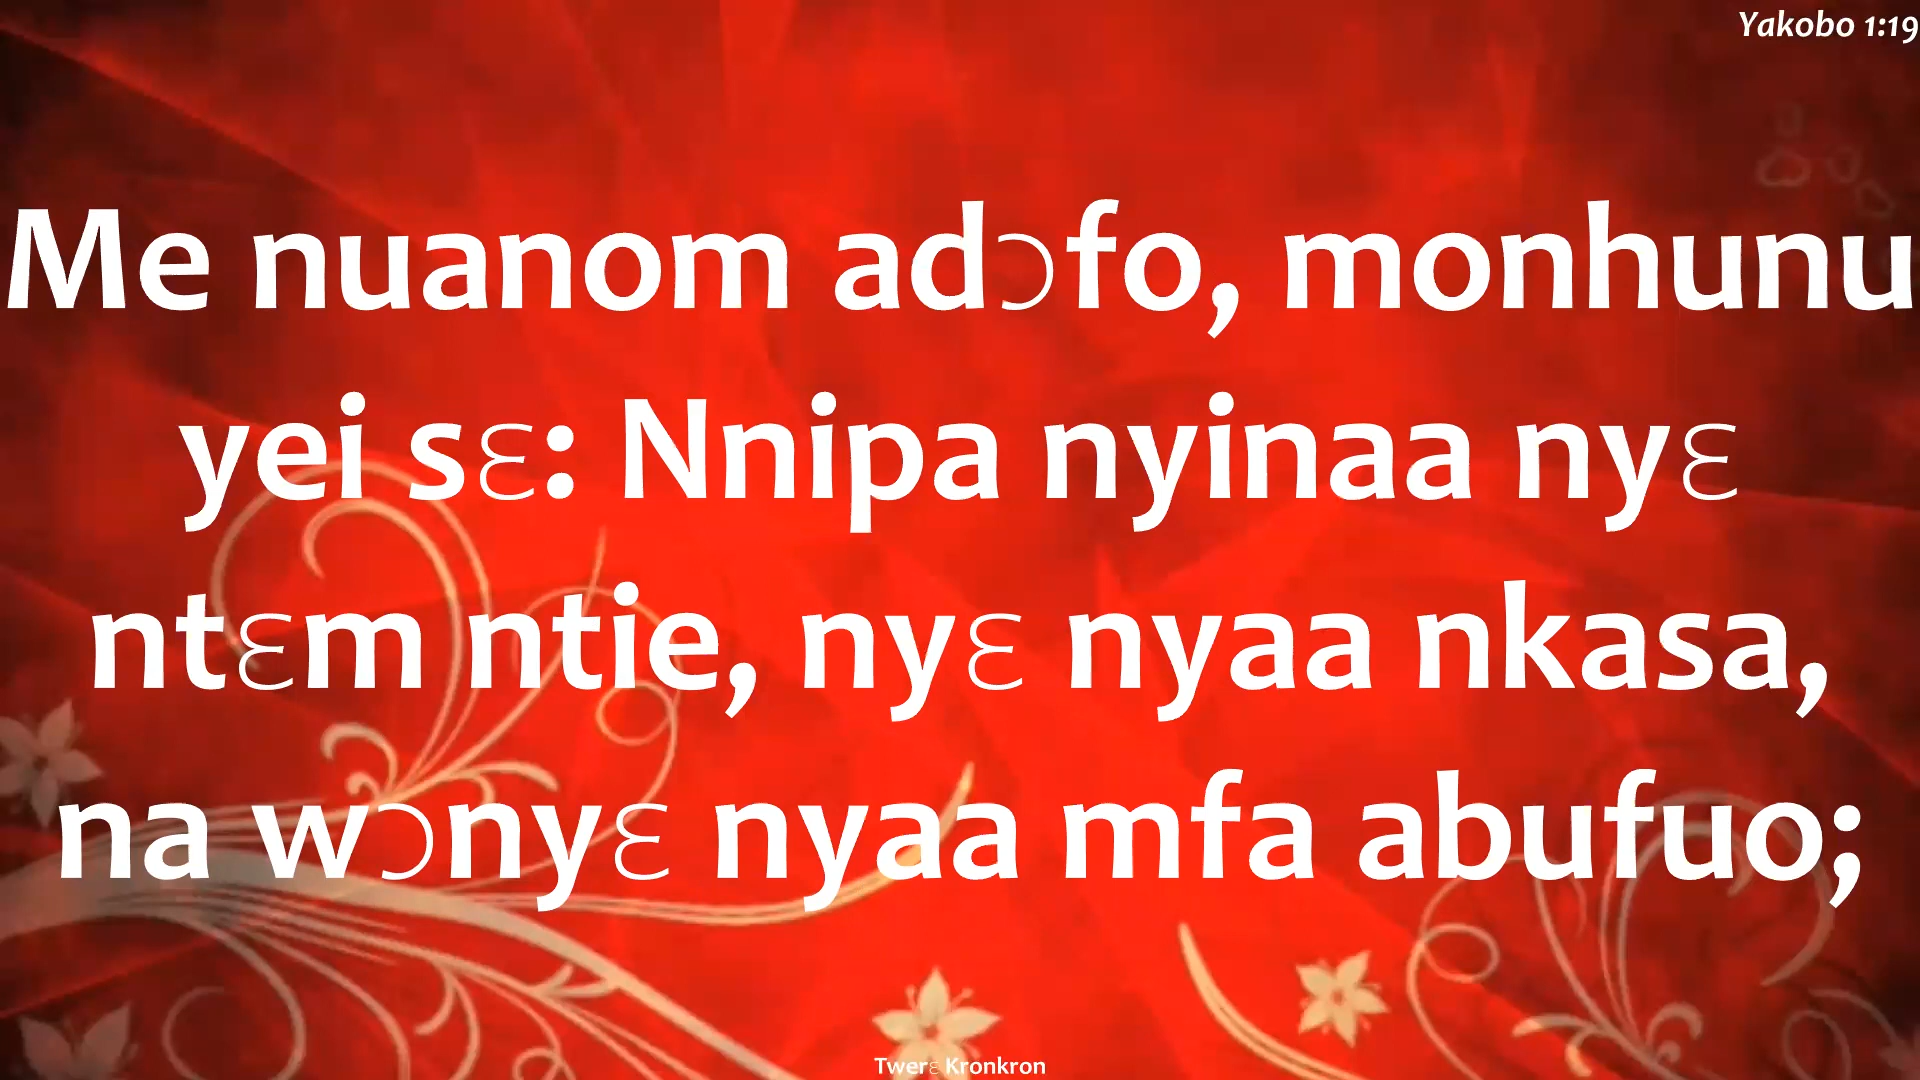 Yakobo 1:19
Me nuanom adɔfo, monhunu
yei sɛ: Nnipa nyinaa nyɛ
ntɛm ntie, nyɛ nyaa nkasa,
na wɔnyɛ nyaa mfa abufuo;
Twerɛ Kronkron